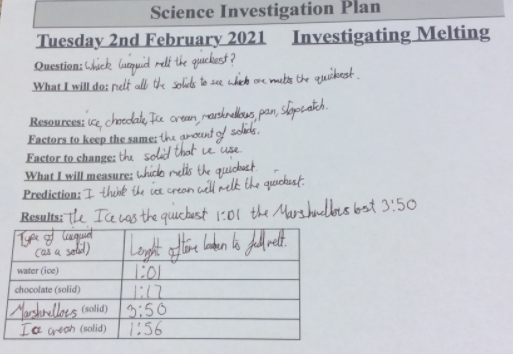 Science Investigation Plan
Tuesday 2nd February 2021 Investigating Melting
Question: Which liquid melt the quickest?
What I will do: melt all the solids to see which one melts the quickest.
Resources: ice, chocolate, Ice cream, marshmellows, pan, stopwatch.
Factors to keep the same: the amount of solids.
Factor to change: the solid that we use.
What I will measure: which melts the quickest
Prediction: I think the ice cream will melt the quickest.
Results: The Ice was the quickest 1:01 the Marshmellows lost 3:50
Type of liquid (as a solid) Lenght of time taken to full melt.
water (ice) 1:01
chocolate (solid) 1:17
Marshmellows (solid) 3:50
Ice cream (solid) 1:56